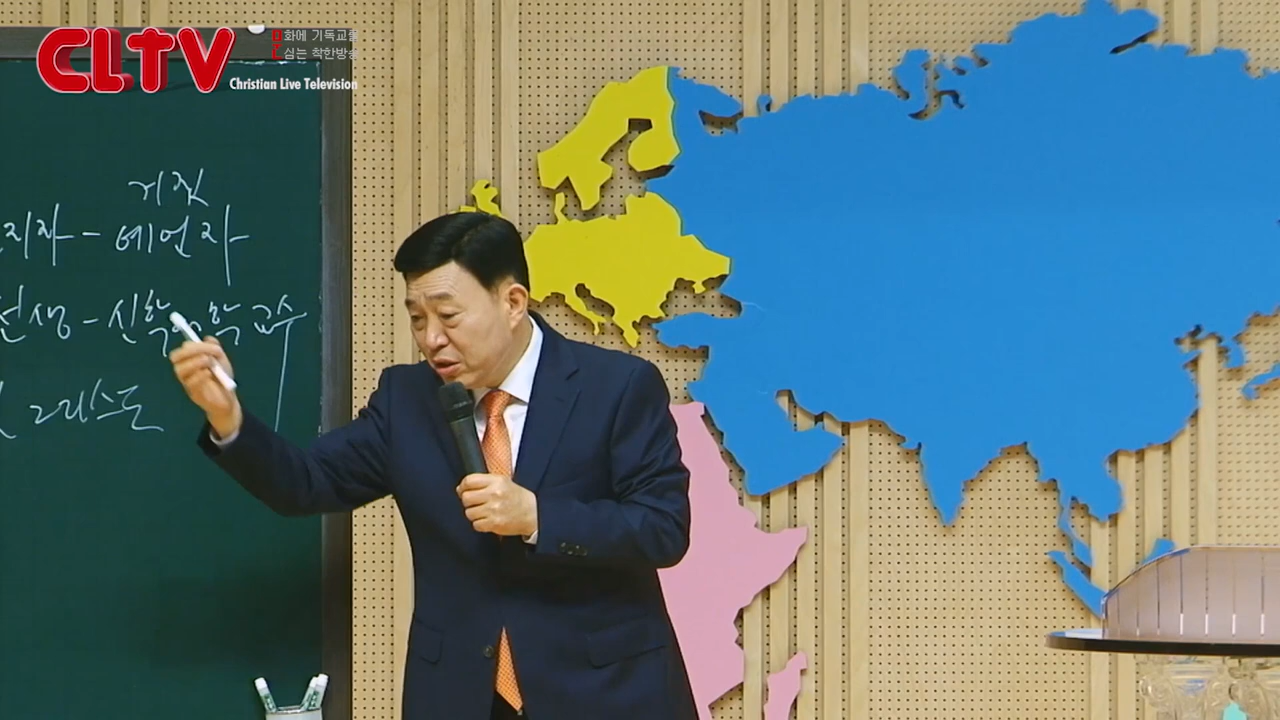 CLTV
문화에 기독교를
심는 착한방송
Christian Live Television
거짓
지자 - 예언자
선생 - 신학 학교수
그리스도